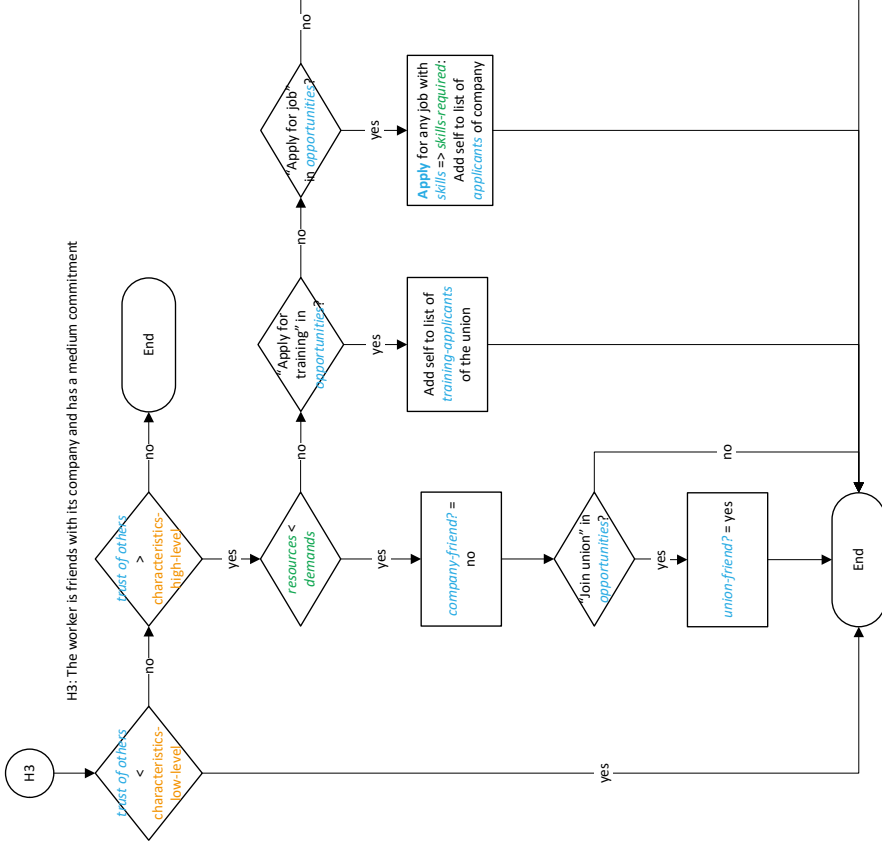 H3: The worker is friends with its company and has a medium commitment
H3
trust of others
<
characteristics-
low-level
no
yes
trust of others
>
characteristics-
high-level
no
End
yes
resources <
demands
no
yes
"Apply for
training" in
opportunities?
no
yes
"Apply for job"
in opportunities?
no
yes
company-friend? =
no
Add self to list of
training-applicants
of the union
Apply for any job with
skills => skills-required:
Add self to list of
applicants of company
"Join union" in
opportunities?
no
yes
union-friend? = yes
End